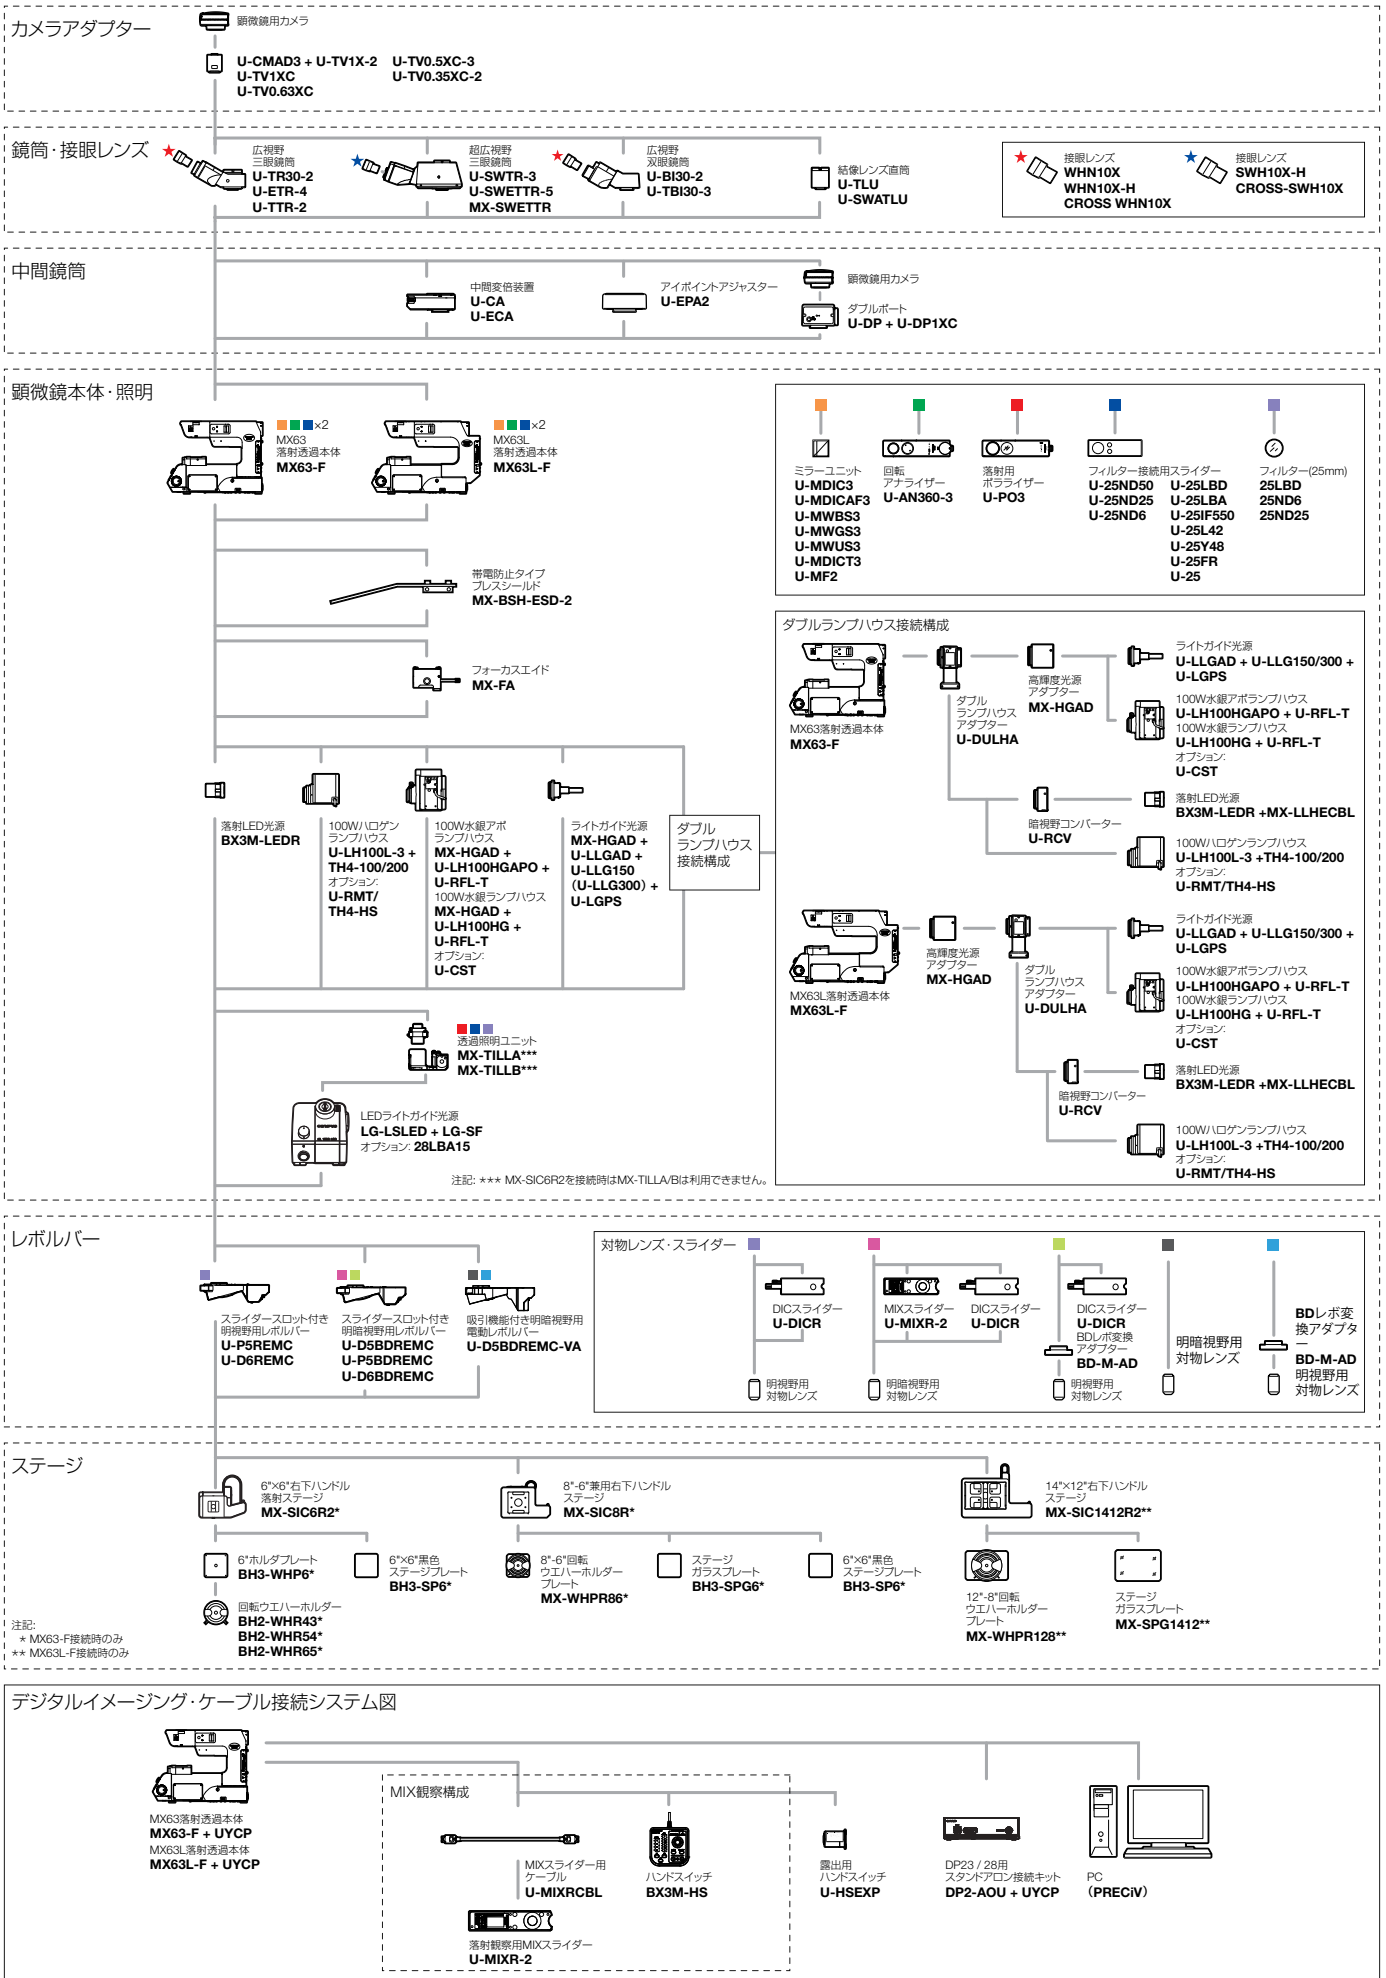 カメラアダプター
顕微鏡用カメラ
U-CMAD3 + U-TV1X-2
U-TV1XC
U-TV0.63XC
U-TV0.5XC-3
U-TV0.35XC-2
鏡筒・接眼レンズ
広視野
三眼鏡筒
U-TR30-2
U-ETR-4
U-TTR-2
超広視野
三眼鏡筒
U-SWTR-3
U-SWETTR-5
MX-SWETTR
広視野
双眼鏡筒
U-BI30-2
U-TBI30-3
結像レンズ直筒
U-TLU
U-SWATLU
接眼レンズ
WHN10X
WHN10X-H
CROSS WHN10X
接眼レンズ
SWH10X-H
CROSS-SWH10X
中間鏡筒
中間変倍装置
U-CA
U-ECA
アイポイントアジャスター
U-EPA2
顕微鏡用カメラ
ダブルポート
U-DP + U-DP1XC
顕微鏡本体・照明
×2
MX63
落射透過本体
MX63-F
×2
MX63L
落射透過本体
MX63L-F
ミラーユニット
U-MDIC3
U-MDICAF3
U-MWBS3
U-MWGS3
U-MWUS3
U-MDICT3
U-MF2
回転
アナライザー
U-AN360-3
落射用
ポラライザー
U-PO3
フィルター接続用スライダー
U-25ND50
U-25ND25
U-25ND6
U-25LBD
U-25LBA
U-25IF550
U-25L42
U-25Y48
U-25FR
U-25
フィルター(25mm)
25LBD
25ND6
25ND25
帯電防止タイプ
ブレスシールド
MX-BSH-ESD-2
フォーカスエイド
MX-FA
落射LED光源
BX3M-LEDR
100Wハロゲン
ランプハウス
U-LH100L-3 +
TH4-100/200
オプション:
U-RMT/
TH4-HS
100W水銀アポ
ランプハウス
MX-HGAD +
U-LH100HGAPO +
U-RFL-T
100W水銀ランプハウス
MX-HGAD +
U-LH100HG +
U-RFL-T
オプション:
U-CST
ライトガイド光源
MX-HGAD +
U-LLGAD +
U-LLG150
(U-LLG300) +
U-LGPS
ダブル
ランプハウス
接続構成
ダブルランプハウス接続構成
MX63落射透過本体
MX63-F
ダブル
ランプハウス
アダプター
U-DULHA
高輝度光源
アダプター
MX-HGAD
ライトガイド光源
U-LLGAD + U-LLG150/300 +
U-LGPS
100W水銀アポランプハウス
U-LH100HGAPO + U-RFL-T
100W水銀ランプハウス
U-LH100HG + U-RFL-T
オプション:
U-CST
暗視野コンバーター
U-RCV
落射LED光源
BX3M-LEDR +MX-LLHECBL
100Wハロゲンランプハウス
U-LH100L-3 +TH4-100/200
オプション:
U-RMT/TH4-HS
MX63L落射透過本体
MX63L-F
高輝度光源
アダプター
MX-HGAD
ダブル
ランプハウス
アダプター
U-DULHA
ライトガイド光源
U-LLGAD + U-LLG150/300 +
U-LGPS
100W水銀アポランプハウス
U-LH100HGAPO + U-RFL-T
100W水銀ランプハウス
U-LH100HG + U-RFL-T
オプション:
U-CST
暗視野コンバーター
U-RCV
落射LED光源
BX3M-LEDR +MX-LLHECBL
100Wハロゲンランプハウス
U-LH100L-3 +TH4-100/200
オプション:
U-RMT/TH4-HS
透過照明ユニット
MX-TILLA***
MX-TILLB***
LEDライトガイド光源
LG-LSLED + LG-SF
オプション: 28LBA15
注記: *** MX-SIC6R2を接続時はMX-TILLA/Bは利用できません。
レボルバー
スライダースロット付き
明視野用レボルバー
U-P5REMC
U-D6REMC
スライダースロット付き
明暗視野用レボルバー
U-D5BDREMC
U-P5BDREMC
U-D6BDREMC
吸引機能付き明暗視野用
電動レボルバー
U-D5BDREMC-VA
対物レンズ・スライダー
DICスライダー
U-DICR
明視野用
対物レンズ
MIXスライダー
U-MIXR-2
DICスライダー
U-DICR
明暗視野用
対物レンズ
DICスライダー
U-DICR
BDレボ変換
アダプター
BD-M-AD
明視野用
対物レンズ
明暗視野用
対物レンズ
BDレボ変
換アダプタ
ー
BD-M-AD
明視野用
対物レンズ
ステージ
6"×6"右下ハンドル
落射ステージ
MX-SIC6R2*
8"-6"兼用右下ハンドル
ステージ
MX-SIC8R*
14"×12"右下ハンドル
ステージ
MX-SIC1412R2**
6"ホルダプレート
BH3-WHP6*
6"×6"黒色
ステージプレート
BH3-SP6*
8"-6"回転
ウエハーホルダー
プレート
MX-WHPR86*
ステージ
ガラスプレート
BH3-SPG6*
6"×6"黒色
ステージプレート
BH3-SP6*
12"-8"回転
ウエハーホルダー
プレート
MX-WHPR128**
ステージ
ガラスプレート
MX-SPG1412**
回転ウエハーホルダー
BH2-WHR43*
BH2-WHR54*
BH2-WHR65*
注記:
* MX63-F接続時のみ
** MX63L-F接続時のみ
デジタルイメージング・ケーブル接続システム図
MX63落射透過本体
MX63-F + UYCP
MX63L落射透過本体
MX63L-F + UYCP
MIX観察構成
MIXスライダー用
ケーブル
U-MIXRCBL
落射観察用MIXスライダー
U-MIXR-2
ハンドスイッチ
BX3M-HS
露出用
ハンドスイッチ
U-HSEXP
DP23 / 28用
スタンドアロン接続キット
DP2-AOU + UYCP
PC
(PRECiV)